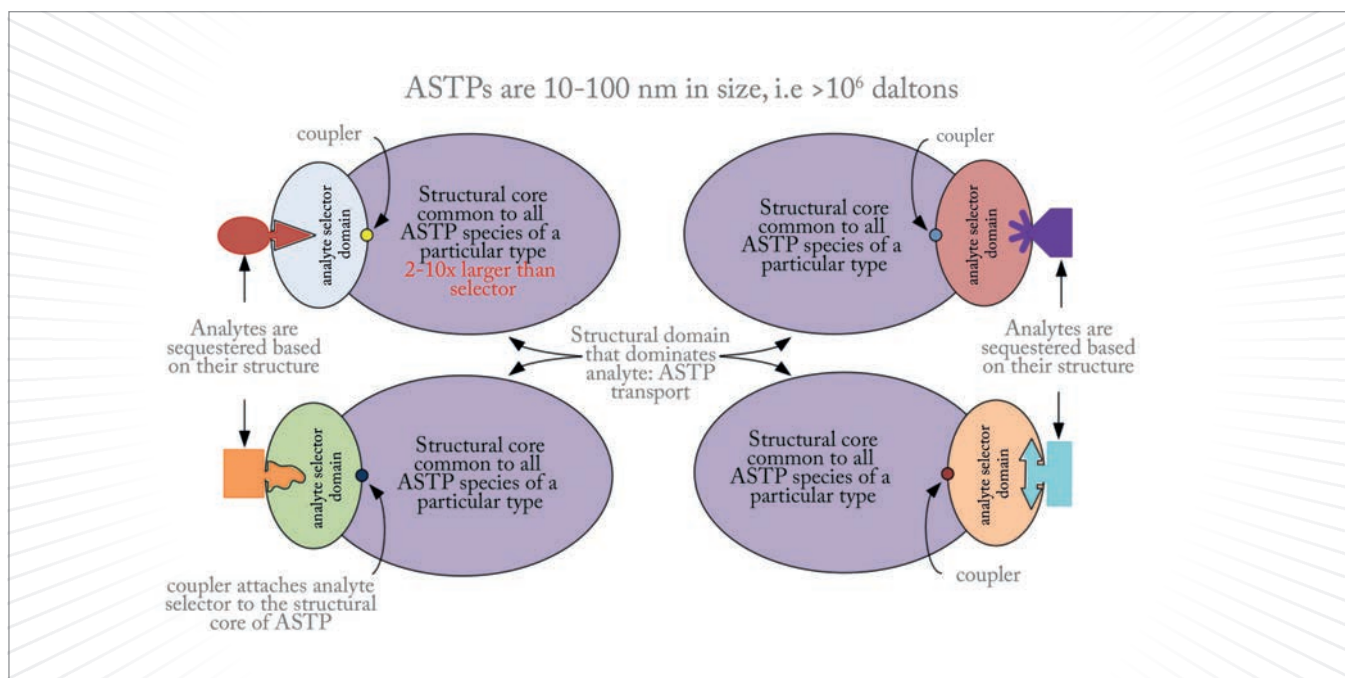 ASTPs are 10-100 nm in size, i.e >10⁶ daltons
coupler
analyte selector
domain
Structural core
common to all
ASTP species of
a particular type
2-10x larger than
selector
coupler
Structural core
common to all
ASTP species of a
particular type
analyte selector
domain
Analytes are
sequestered based
on their structure
Structural domain
that dominates
analyte: ASTP
transport
Analytes are
sequestered based
on their structure
analyte selector
domain
Structural core
common to all
ASTP species of a
particular type
Structural core
common to all
ASTP species of a
particular type
analyte selector
domain
coupler attaches analyte
selector to the structural
core of ASTP
coupler